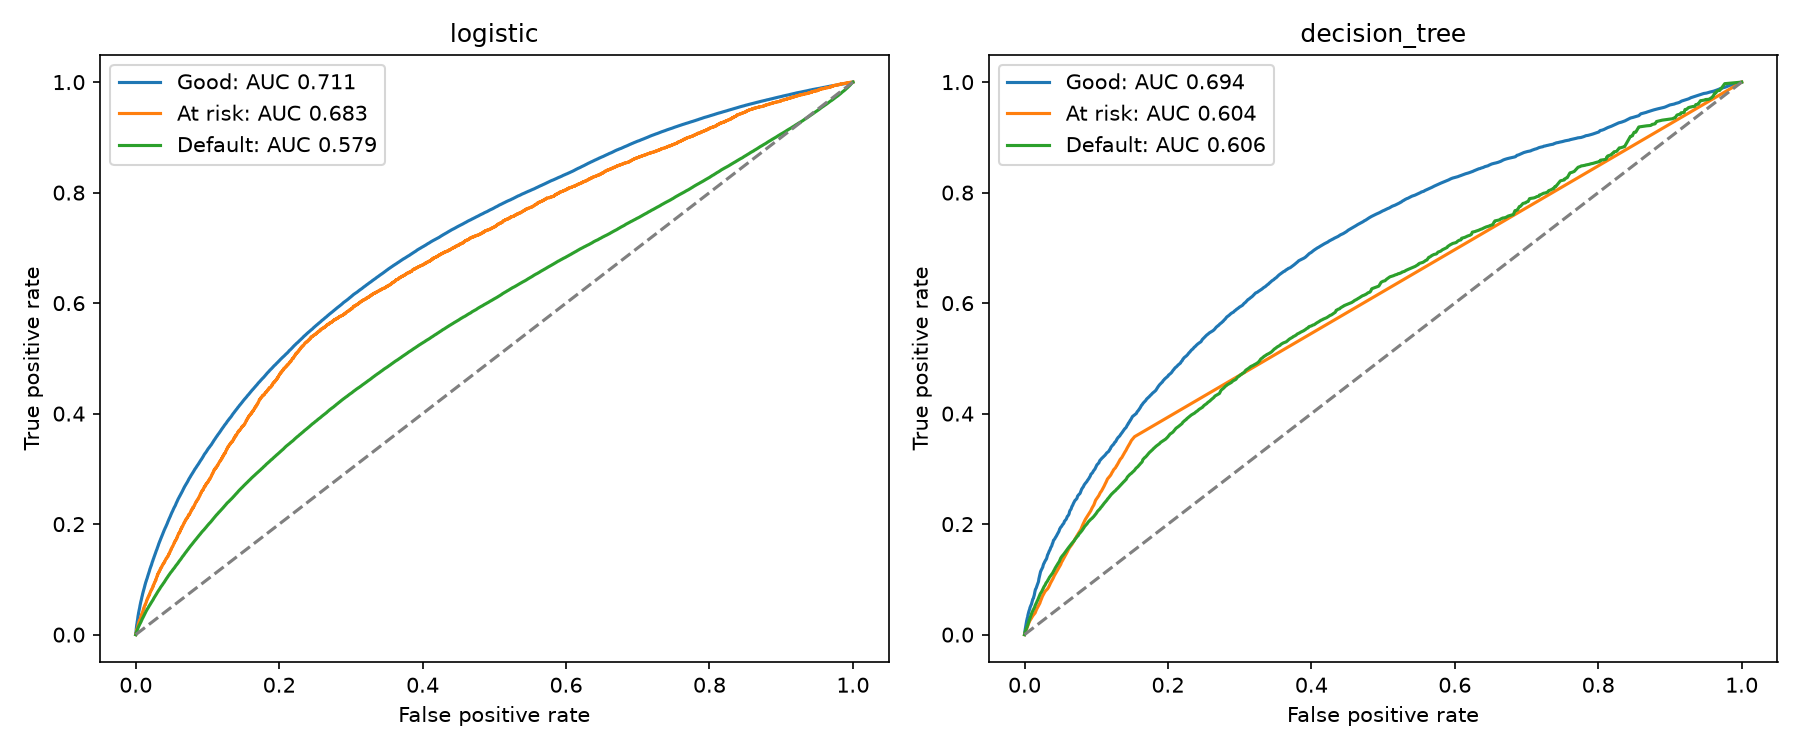 logistic
Good: AUC 0.711
At risk: AUC 0.683
Default: AUC 0.579
True positive rate
1.0
0.8
0.6
0.4
0.2
0.0
0.0 0.2 0.4 0.6 0.8 1.0
False positive rate
decision_tree
Good: AUC 0.694
At risk: AUC 0.604
Default: AUC 0.606
True positive rate
1.0
0.8
0.6
0.4
0.2
0.0
0.0 0.2 0.4 0.6 0.8 1.0
False positive rate